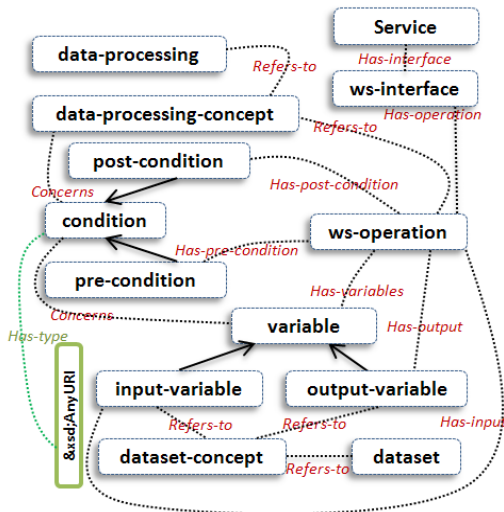 Service
data-processing
Has-interface
Refers-to
ws-interface
data-processing-concept
Has-operation
Refers-to
post-condition
Has-post-condition
Concerns
condition
ws-operation
Has-pre-condition
pre-condition
Has-variables
Concerns
variable
Has-output
Has-type
&xsd;AnyURI
input-variable
output-variable
Refers-to
Refers-to
Has-input
dataset-concept
Refers-to
dataset